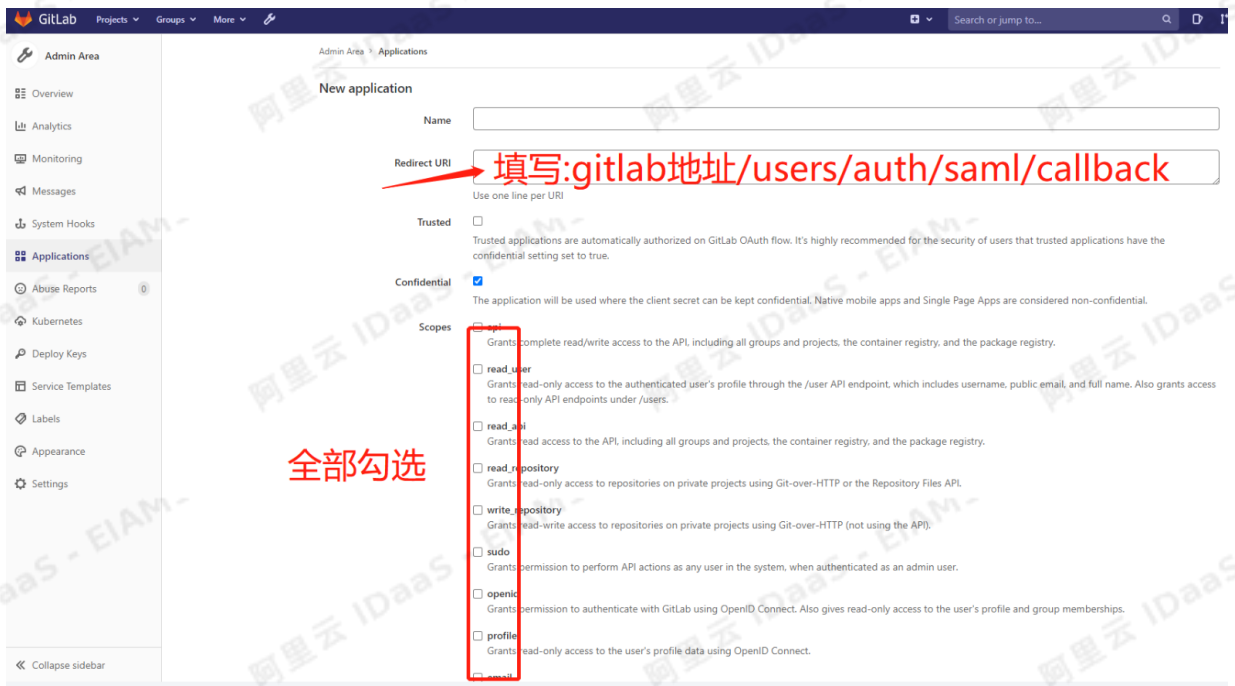 GitLab Projects Groups More Search or jump to...
Admin Area
Admin Area > Applications
Overview
New application
Analytics
Name
Monitoring
Redirect URI
填写:gitlab地址/users/auth/saml/callback
Messages
Use one line per URI
System Hooks
Trusted
Trusted applications are automatically authorized on GitLab OAuth flow. It's highly recommended for the security of users that trusted applications have the
confidential setting set to true.
Applications
Confidential
Abuse Reports 0
The application will be used where the client secret can be kept confidential. Native mobile apps and Single Page Apps are considered non-confidential.
Kubernetes
Scopes
api
Grants complete read/write access to the API, including all groups and projects, the container registry, and the package registry.
Deploy Keys
read_user
Grants read-only access to the authenticated user's profile through the /user API endpoint, which includes username, public email, and full name. Also grants access
to read-only API endpoints under /users.
Service Templates
Labels
read_api
Grants read access to the API, including all groups and projects, the container registry, and the package registry.
Appearance
全部勾选
read_repository
Grants read-only access to repositories on private projects using Git-over-HTTP or the Repository Files API.
Settings
write_repository
Grants read-write access to repositories on private projects using Git-over-HTTP (not using the API).
sudo
Grants permission to perform API actions as any user in the system, when authenticated as an admin user.
openid
Grants permission to authenticate with GitLab using OpenID Connect. Also gives read-only access to the user's profile and group memberships.
profile
Grants read-only access to the user's profile data using OpenID Connect.
Collapse sidebar
email
阿里云 IDaaS - EIAM